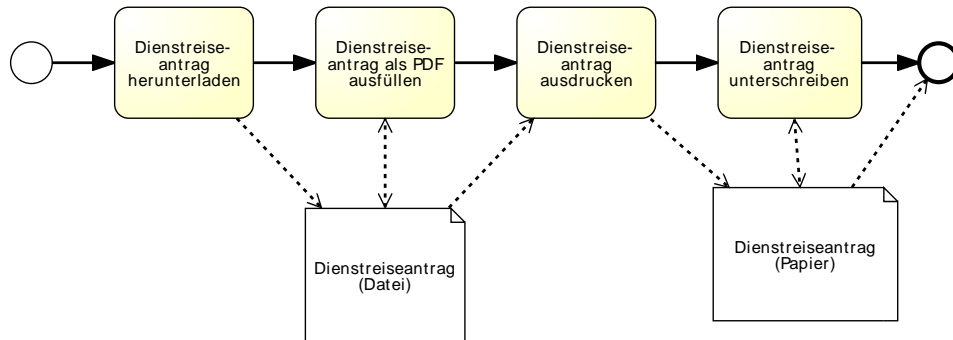 Dienstreise-
antrag
herunterladen
Dienstreise-
antrag als PDF
ausfüllen
Dienstreise-
antrag
ausdrucken
Dienstreise-
antrag
unterschreiben
Dienstreiseantrag
(Datei)
Dienstreiseantrag
(Papier)